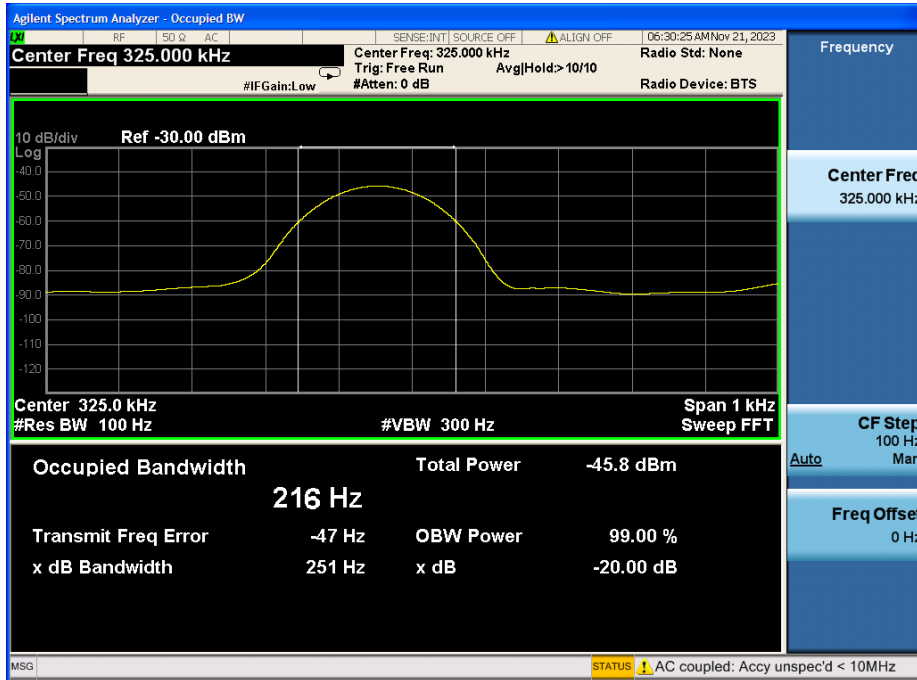 Agilent Spectrum Analyzer - Occupied BW
LXI RF 50 Ω AC SENSE:INT SOURCE OFF ALIGN OFF 06:30:25 AM Nov 21, 2023
Center Freq 325.000 kHz Center Freq: 325.000 kHz Radio Std: None
Trig: Free Run Avg|Hold:>10/10
#IFGain:Low #Atten: 0 dB Radio Device: BTS
Frequency
10 dB/div Ref -30.00 dBm
Log
-40.0
-50.0
-60.0
-70.0
-80.0
-90.0
-100
-110
-120
Center 325.0 kHz Span 1 kHz
#Res BW 100 Hz #VBW 300 Hz Sweep FFT
Center Freq
325.000 kHz
CF Step
100 Hz
Auto Man
Freq Offset
0 Hz
Occupied Bandwidth Total Power -45.8 dBm
216 Hz
Transmit Freq Error -47 Hz OBW Power 99.00 %
x dB Bandwidth 251 Hz x dB -20.00 dB
MSG STATUS AC coupled: Accy unspec'd < 10MHz